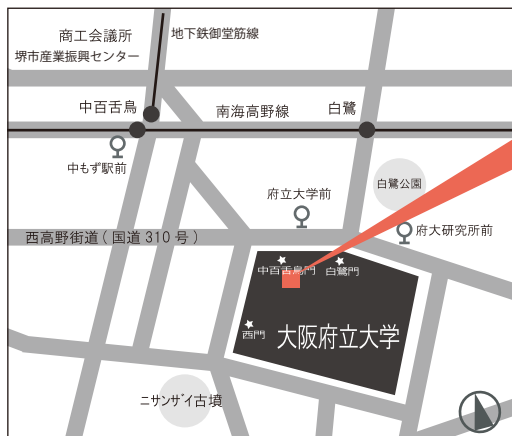 商工会議所
地下鉄御堂筋線
堺市産業振興センター
中百舌鳥
南海高野線
白鷺
中もず駅前
白鷺公園
府立大学前
府大研究所前
西高野街道(国道310号)
中百舌鳥門
白鷺門
西門
大阪府立大学
ニサンザイ古墳